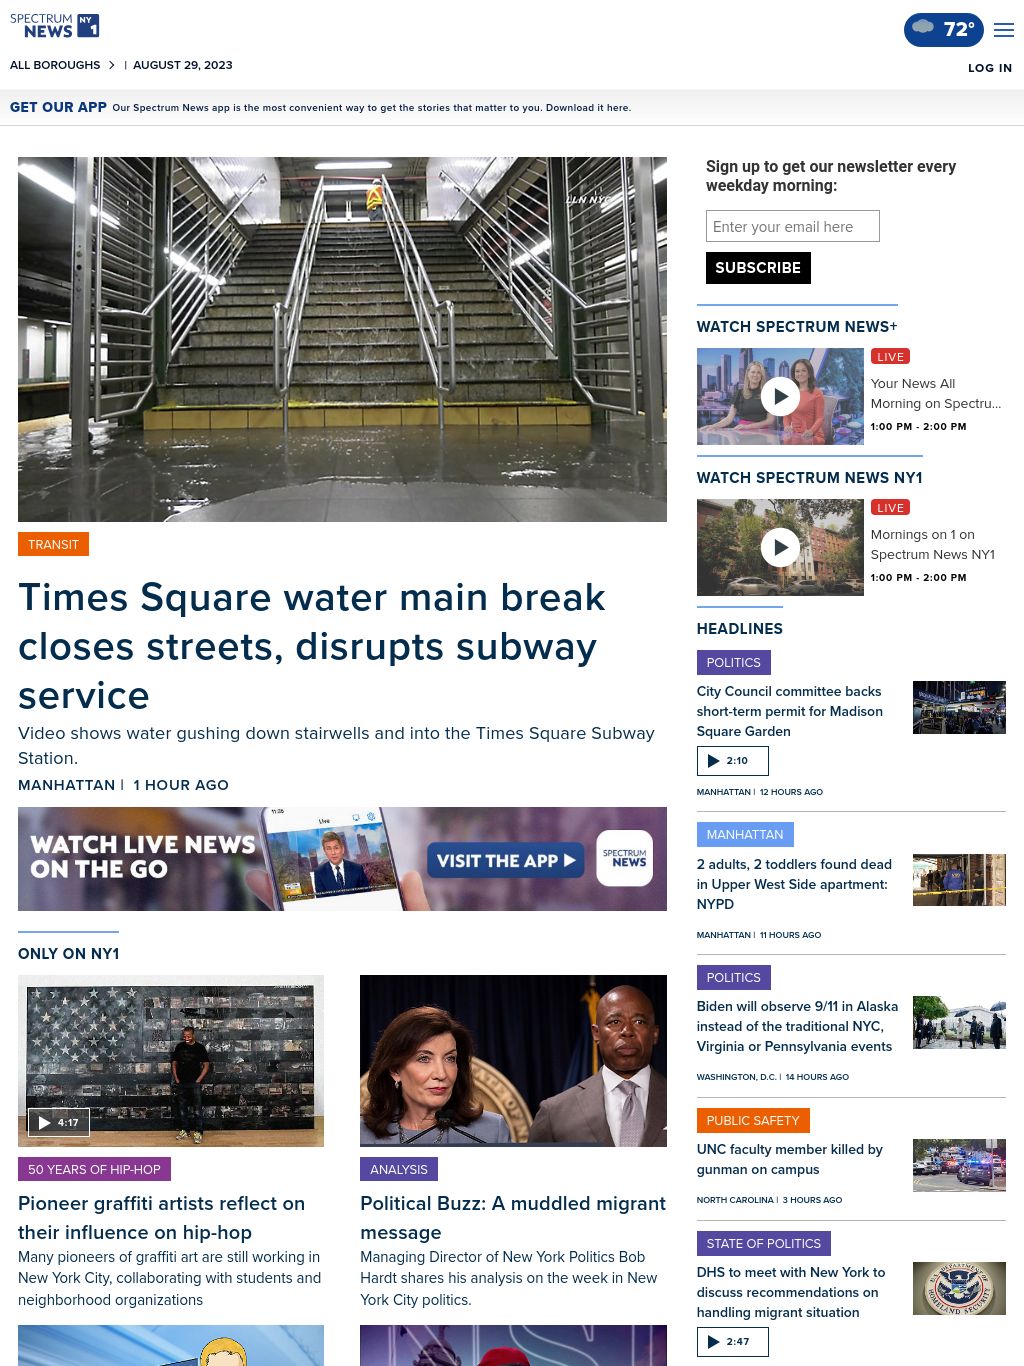 SPECTRUM
NEWS NY 1
72°
ALL BOROUGHS | AUGUST 29, 2023
LOG IN
GET OUR APP Our Spectrum News app is the most convenient way to get the stories that matter to you. Download it here.
LLN NYC
TRANSIT
Times Square water main break
closes streets, disrupts subway
service
Video shows water gushing down stairwells and into the Times Square Subway
Station.
MANHATTAN | 1 HOUR AGO
WATCH LIVE NEWS
ON THE GO
11:26
Live
VISIT THE APP
SPECTRUM
NEWS
ONLY ON NY1
4:17
50 YEARS OF HIP-HOP
Pioneer graffiti artists reflect on
their influence on hip-hop
Many pioneers of graffiti art are still working in
New York City, collaborating with students and
neighborhood organizations
ANALYSIS
Political Buzz: A muddled migrant
message
Managing Director of New York Politics Bob
Hardt shares his analysis on the week in New
York City politics.
Sign up to get our newsletter every
weekday morning:
Enter your email here
SUBSCRIBE
WATCH SPECTRUM NEWS+
LIVE
Your News All
Morning on Spectru...
1:00 PM - 2:00 PM
WATCH SPECTRUM NEWS NY1
LIVE
Mornings on 1 on
Spectrum News NY1
1:00 PM - 2:00 PM
HEADLINES
POLITICS
City Council committee backs
short-term permit for Madison
Square Garden
2:10
MANHATTAN | 12 HOURS AGO
MANHATTAN
2 adults, 2 toddlers found dead
in Upper West Side apartment:
NYPD
MANHATTAN | 11 HOURS AGO
POLITICS
Biden will observe 9/11 in Alaska
instead of the traditional NYC,
Virginia or Pennsylvania events
WASHINGTON, D.C. | 14 HOURS AGO
PUBLIC SAFETY
UNC faculty member killed by
gunman on campus
NORTH CAROLINA | 3 HOURS AGO
STATE OF POLITICS
DHS to meet with New York to
discuss recommendations on
handling migrant situation
U.S. DEPARTMENT OF
HOMELAND SECURITY
2:47